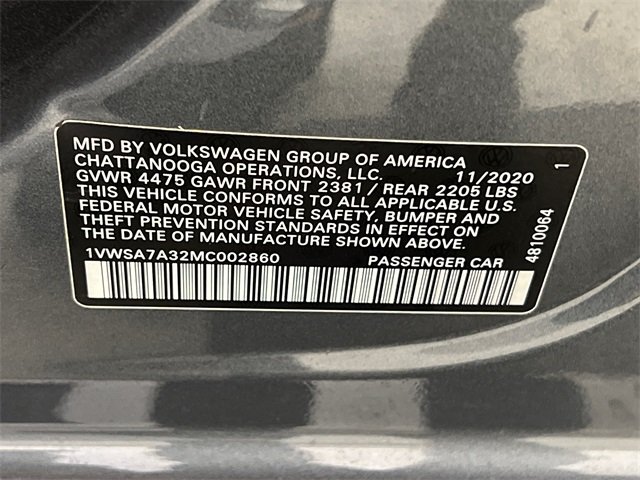 MFD BY VOLKSWAGEN GROUP OF AMERICA
CHATTANOOGA OPERATIONS, LLC. 11/2020
GVWR 4475 GAWR FRONT 2381 / REAR 2205 LBS
THIS VEHICLE CONFORMS TO ALL APPLICABLE U.S.
FEDERAL MOTOR VEHICLE SAFETY, BUMPER AND
THEFT PREVENTION STANDARDS IN EFFECT ON
THE DATE OF MANUFACTURE SHOWN ABOVE.
1VWSA7A32MC002860 PASSENGER CAR
4810064 1